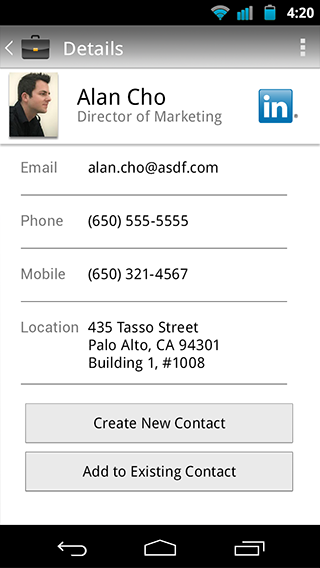 4:20
Details
Alan Cho
Director of Marketing
in
Email alan.cho@asdf.com
Phone (650) 555-5555
Mobile (650) 321-4567
Location 435 Tasso Street
Palo Alto, CA 94301
Building 1, #1008
Create New Contact
Add to Existing Contact